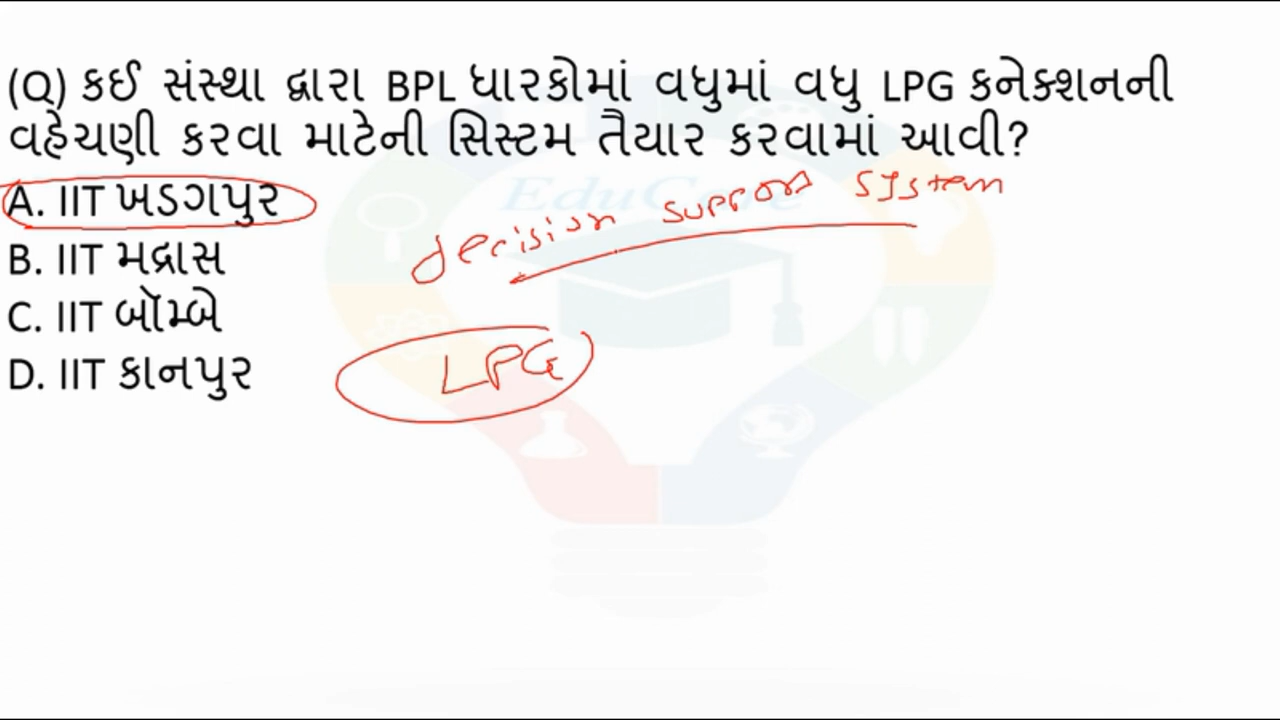 (Q) કઈ સંસ્થા દ્વારા BPL ધારકોમાં વધુમાં વધુ LPG કનેક્શનની
વહેચણી કરવા માટેની સિસ્ટમ તૈયાર કરવામાં આવી?
A. IIT ખડગપુર
decision support system
B. IIT મદ્રાસ
C. IIT બૉમ્બે
D. IIT કાનપુર
LPG